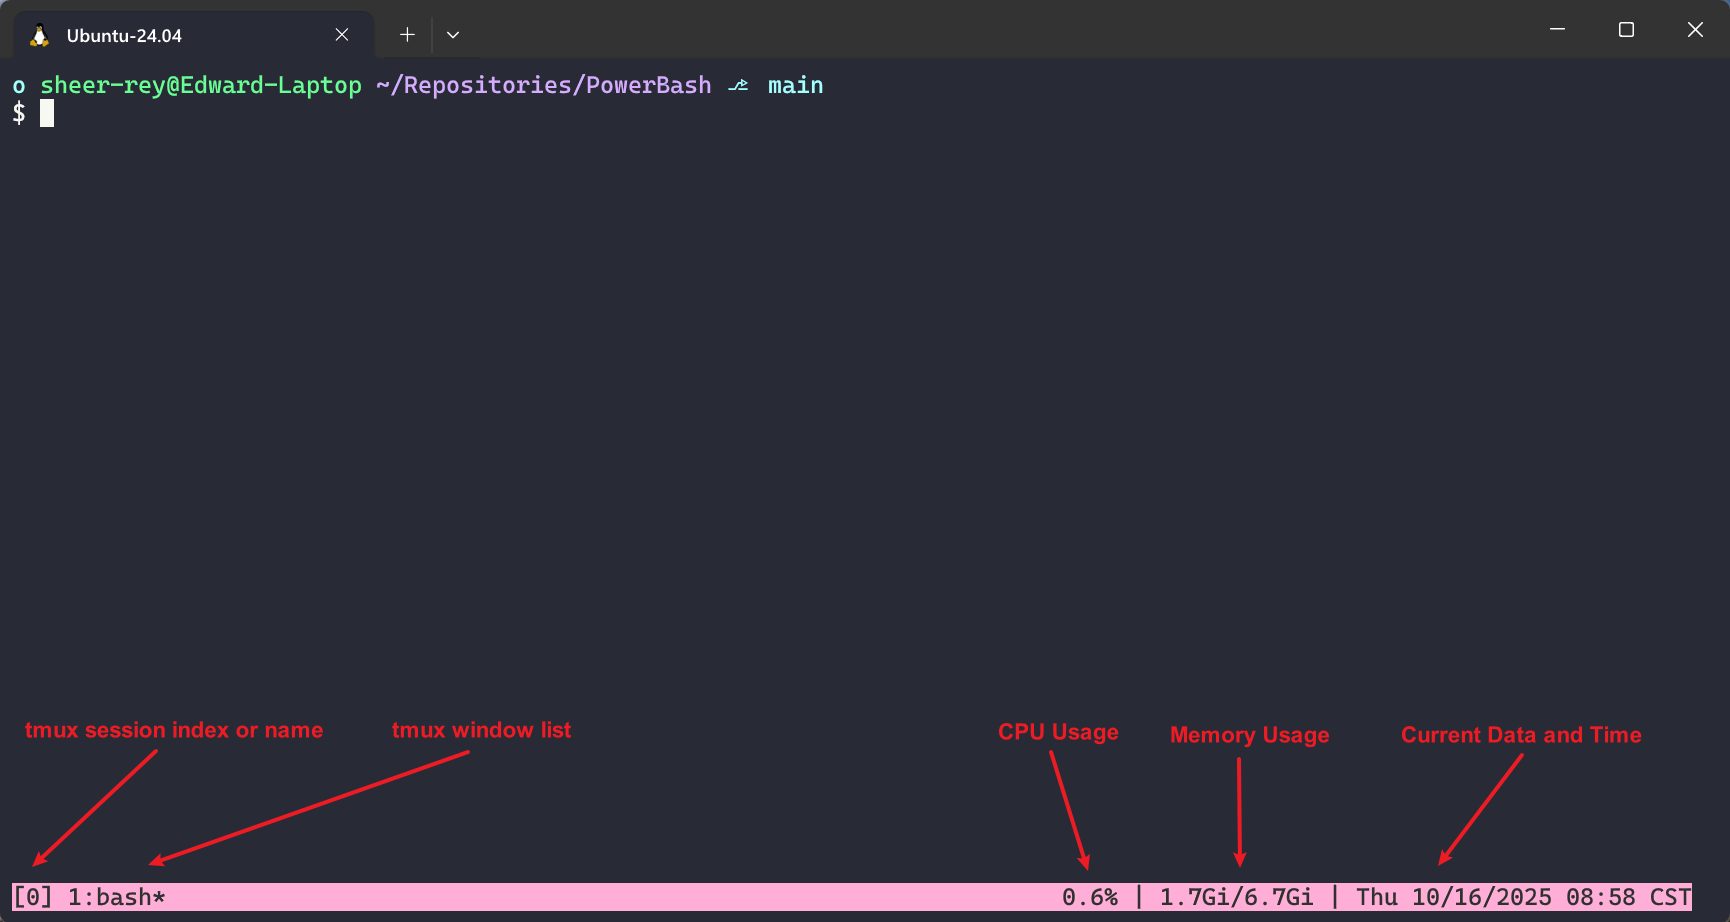 Ubuntu-24.04
o sheer-rey@Edward-Laptop ~/Repositories/PowerBash ⎇ main
$
tmux session index or name
tmux window list
CPU Usage
Memory Usage
Current Data and Time
[0] 1:bash* 0.6% | 1.7Gi/6.7Gi | Thu 10/16/2025 08:58 CST